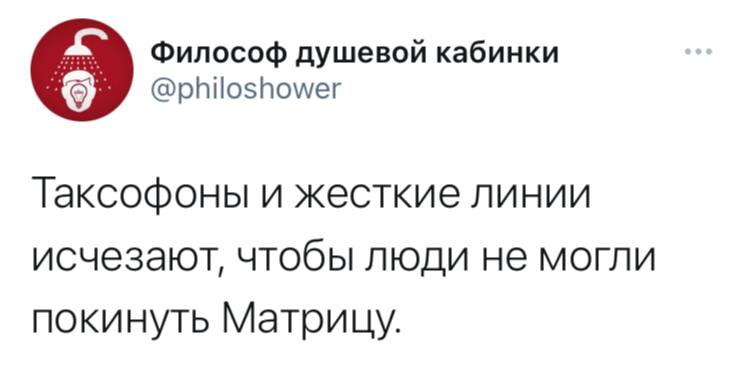 Философ душевой кабинки
@philoshower
Таксофоны и жесткие линии
исчезают, чтобы люди не могли
покинуть Матрицу.